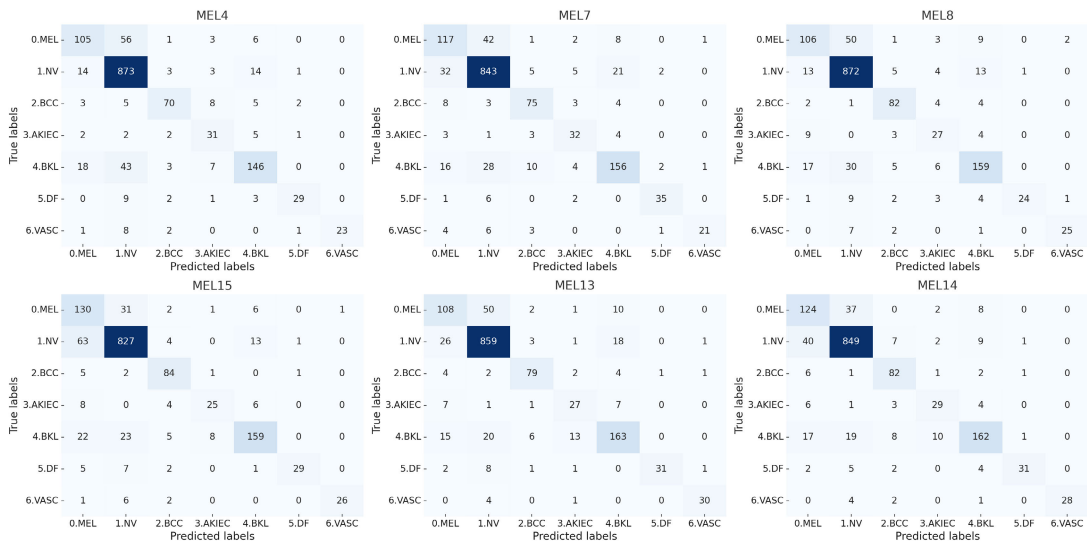 MEL4
True labels
0.MEL 105 56 1 3 6 0 0
1.NV 14 873 3 3 14 1 0
2.BCC 3 5 70 8 5 2 0
3.AKIEC 2 2 2 31 5 1 0
4.BKL 18 43 3 7 146 0 0
5.DF 0 9 2 1 3 29 0
6.VASC 1 8 2 0 0 1 23
0.MEL 1.NV 2.BCC 3.AKIEC 4.BKL 5.DF 6.VASC
Predicted labels
MEL7
True labels
0.MEL 117 42 1 2 8 0 1
1.NV 32 843 5 5 21 2 0
2.BCC 8 3 75 3 4 0 0
3.AKIEC 3 1 3 32 4 0 0
4.BKL 16 28 10 4 156 2 1
5.DF 1 6 2 0 0 35 0
6.VASC 4 6 3 0 0 1 21
0.MEL 1.NV 2.BCC 3.AKIEC 4.BKL 5.DF 6.VASC
Predicted labels
MEL8
True labels
0.MEL 106 50 1 3 9 0 2
1.NV 13 872 5 4 13 1 0
2.BCC 2 1 82 4 4 0 0
3.AKIEC 9 0 3 27 4 0 0
4.BKL 17 30 5 6 159 0 0
5.DF 1 9 2 3 4 24 1
6.VASC 0 7 2 0 1 0 25
0.MEL 1.NV 2.BCC 3.AKIEC 4.BKL 5.DF 6.VASC
Predicted labels
MEL15
True labels
0.MEL 130 31 2 1 6 0 1
1.NV 63 827 4 0 13 1 0
2.BCC 5 2 84 1 0 1 0
3.AKIEC 8 0 4 25 6 0 0
4.BKL 22 23 5 8 159 0 0
5.DF 5 7 2 0 1 29 0
6.VASC 1 6 2 0 0 0 26
0.MEL 1.NV 2.BCC 3.AKIEC 4.BKL 5.DF 6.VASC
Predicted labels
MEL13
True labels
0.MEL 108 50 2 1 10 0 0
1.NV 26 859 3 1 18 0 1
2.BCC 4 2 79 2 4 1 1
3.AKIEC 7 1 1 27 7 0 0
4.BKL 15 20 6 13 163 0 0
5.DF 2 8 1 1 0 31 1
6.VASC 0 4 0 1 0 0 30
0.MEL 1.NV 2.BCC 3.AKIEC 4.BKL 5.DF 6.VASC
Predicted labels
MEL14
True labels
0.MEL 124 37 0 2 8 0 0
1.NV 40 849 7 2 9 1 0
2.BCC 6 1 82 1 2 1 0
3.AKIEC 6 1 3 29 4 0 0
4.BKL 17 19 8 10 162 1 0
5.DF 2 5 2 0 4 31 0
6.VASC 0 4 2 0 1 0 28
0.MEL 1.NV 2.BCC 3.AKIEC 4.BKL 5.DF 6.VASC
Predicted labels